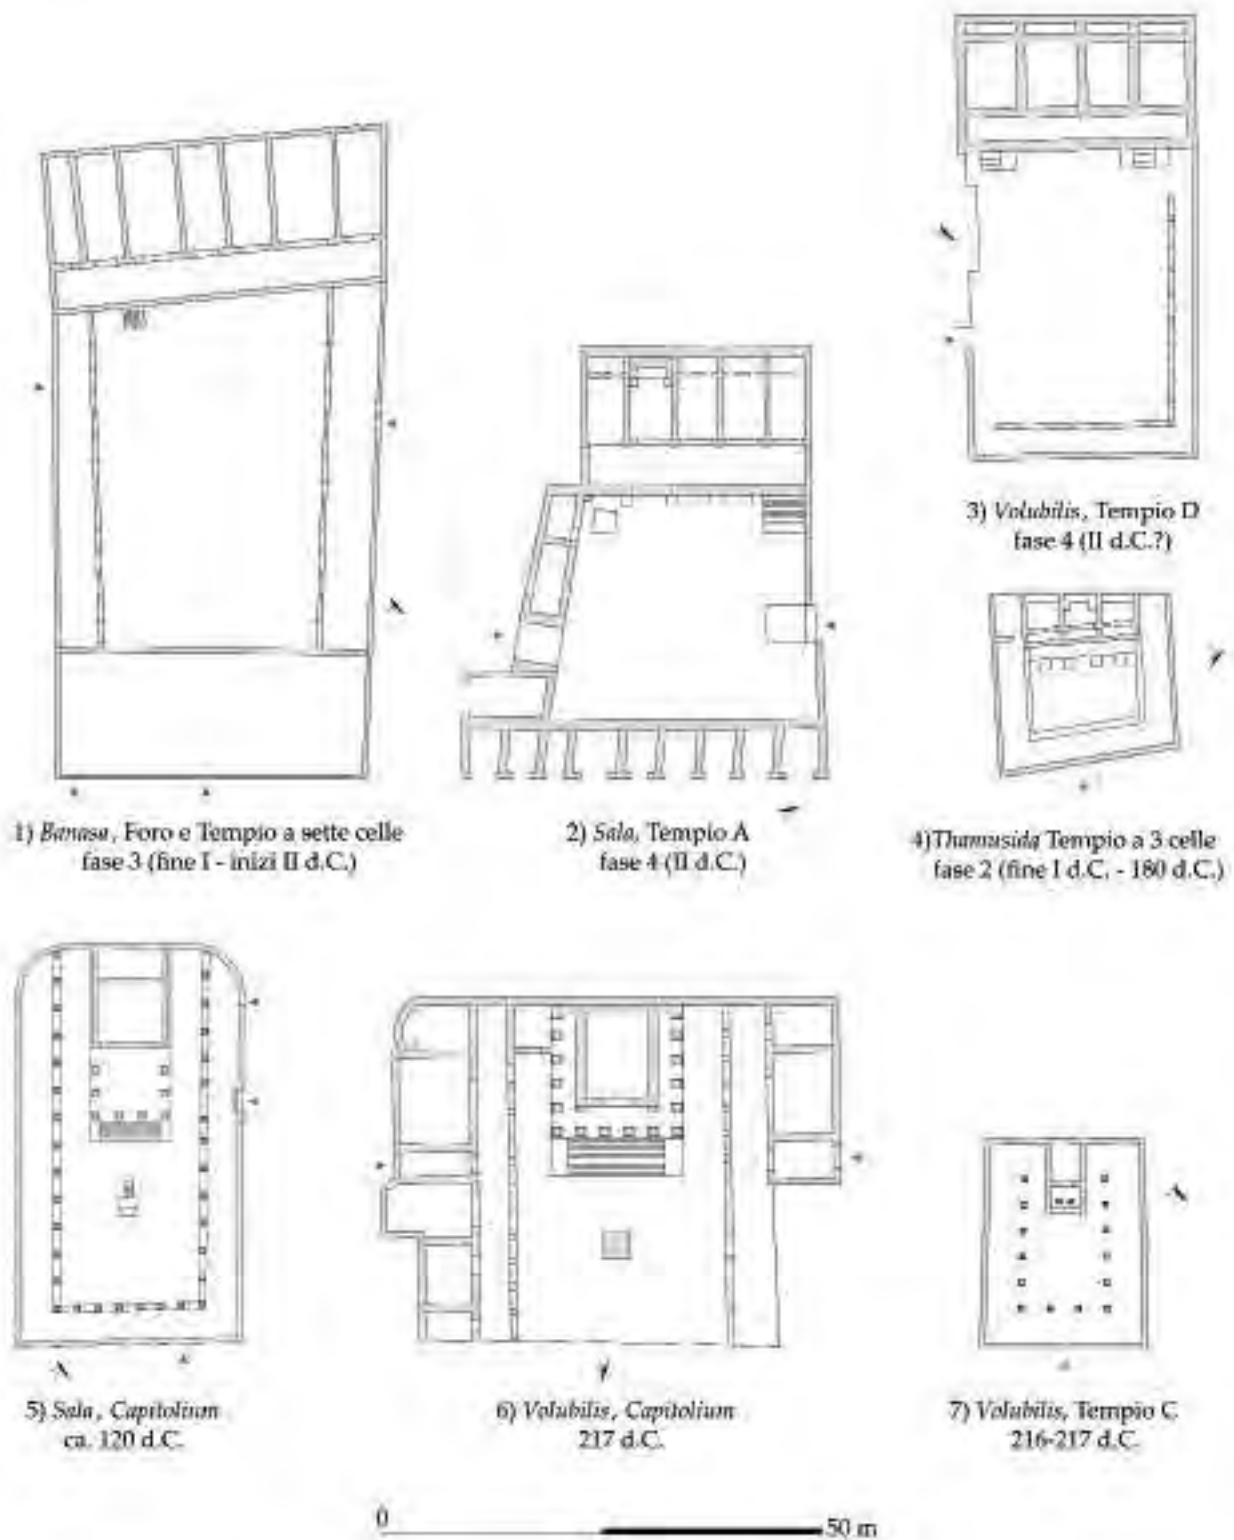 3) Volubilis, Tempio D
fase 4 (II d.C.?)
1) Banasa, Foro e Tempio a sette celle
fase 3 (fine I - inizi II d.C.)
2) Sala, Tempio A
fase 4 (II d.C.)
4) Thamusida Tempio a 3 celle
fase 2 (fine I d.C. - 180 d.C.)
5) Sala, Capitolium
ca. 120 d.C.
6) Volubilis, Capitolium
217 d.C.
7) Volubilis, Tempio C
216-217 d.C.
0 50 m